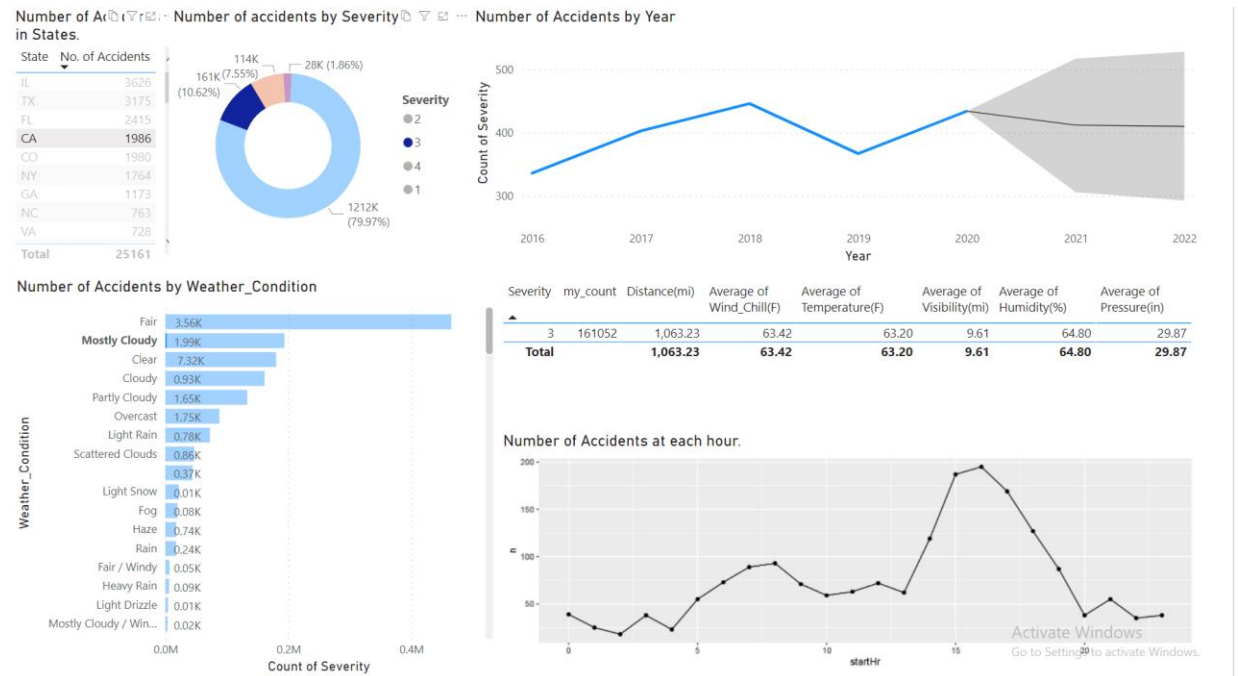 Number of Ac
in States.
State No. of Accidents
IL 3626
TX 3175
FL 2415
CA 1986
CO 1980
NY 1764
GA 1173
NC 763
VA 728
Total 25161
Number of accidents by Severity
114K
(7.55%)
28K (1.86%)
161K
(10.62%)
1212K
(79.97%)
Severity
2
3
4
1
Number of Accidents by Year
Count of Severity
500
400
300
2016 2017 2018 2019 2020 2021 2022
Year
Number of Accidents by Weather_Condition
Weather_Condition
Fair 3.56K
Mostly Cloudy 1.99K
Clear 7.32K
Cloudy 0.93K
Partly Cloudy 1.65K
Overcast 1.75K
Light Rain 0.78K
Scattered Clouds 0.86K
0.37K
Light Snow 0.01K
Fog 0.08K
Haze 0.74K
Rain 0.24K
Fair / Windy 0.05K
Heavy Rain 0.09K
Light Drizzle 0.01K
Mostly Cloudy / Win... 0.02K
0.0M 0.2M 0.4M
Count of Severity
Severity my_count Distance(mi) Average of Wind_Chill(F) Average of Temperature(F) Average of Visibility(mi) Average of Humidity(%) Average of Pressure(in)
3 161052 1,063.23 63.42 63.20 9.61 64.80 29.87
Total 1,063.23 63.42 63.20 9.61 64.80 29.87
Number of Accidents at each hour.
n
200
150
100
50
0 5 10 15 20
startHr
Activate Windows
Go to Settings to activate Windows.